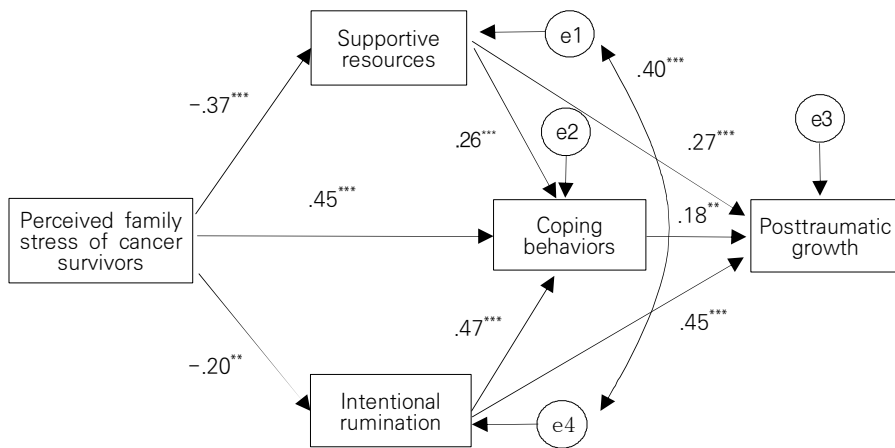 Supportive
resources
e1
.40***
-.37***
.26***
e2
.27***
e3
.45***
Perceived family
stress of cancer
survivors
Coping
behaviors
.18**
Posttraumatic
growth
.47***
.45***
-.20**
Intentional
rumination
e4